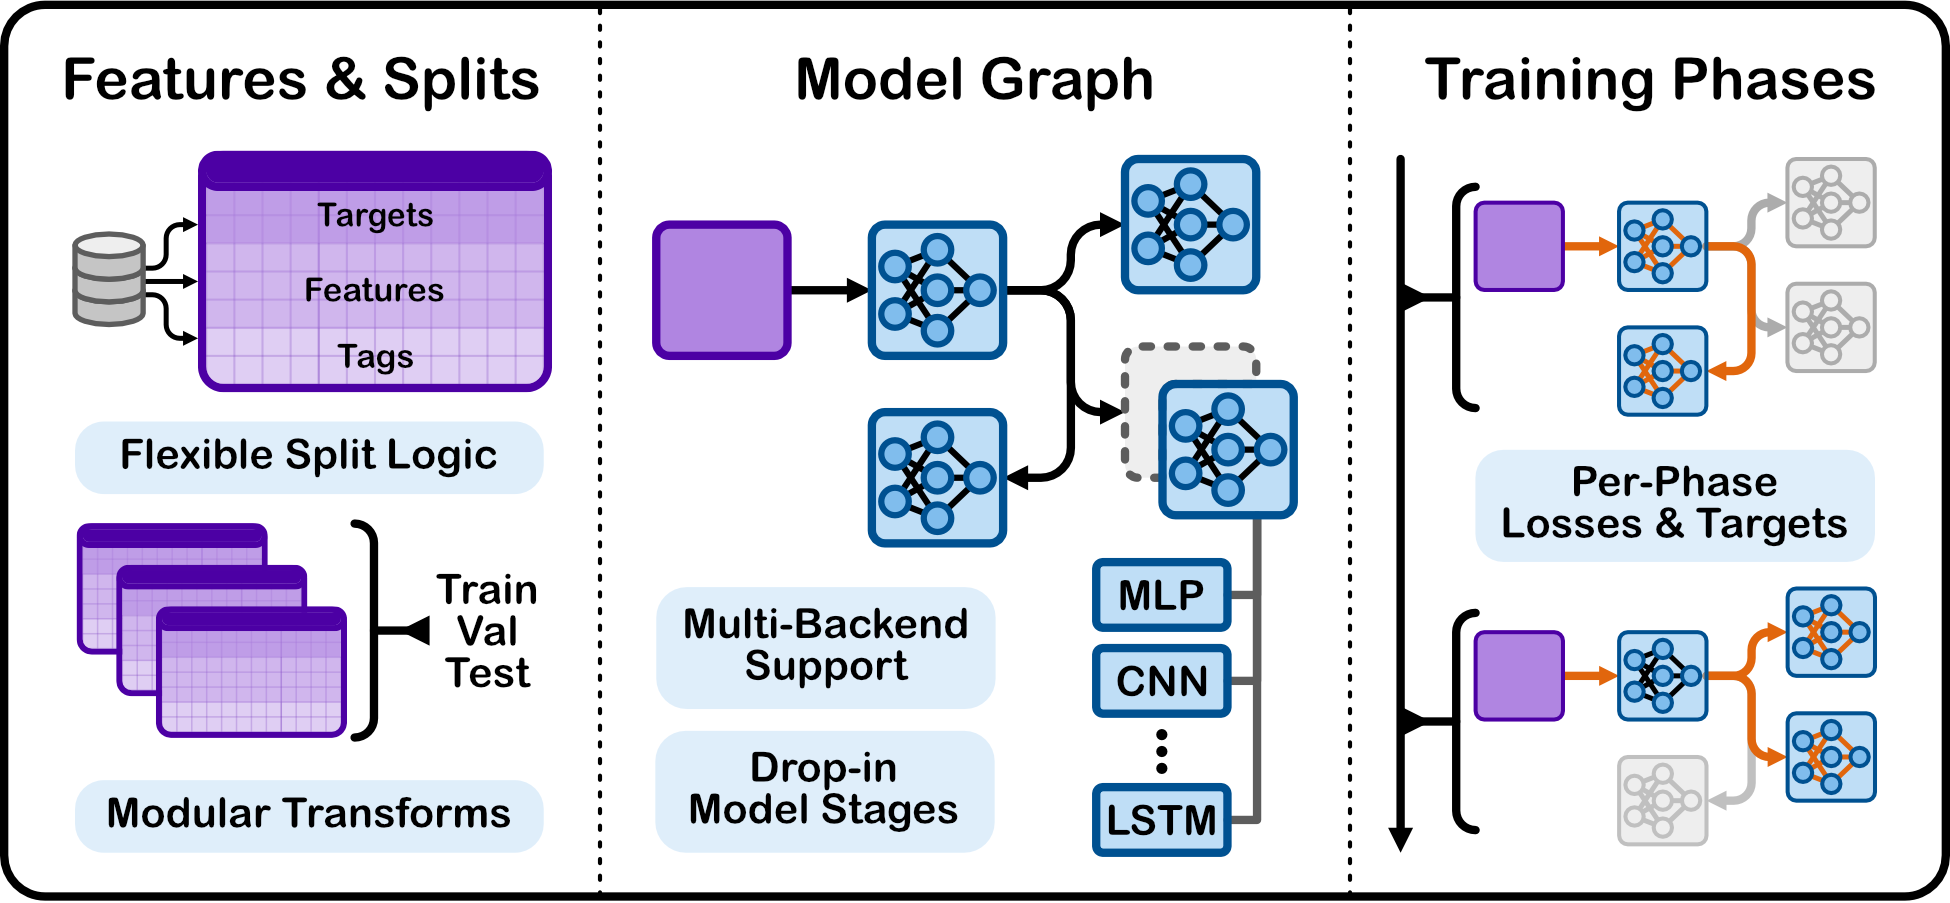 Features & Splits
Targets
Features
Tags
Flexible Split Logic
Train
Val
Test
Modular Transforms
Model Graph
Multi-Backend
Support
Drop-in
Model Stages
MLP
CNN
LSTM
Training Phases
Per-Phase
Losses & Targets